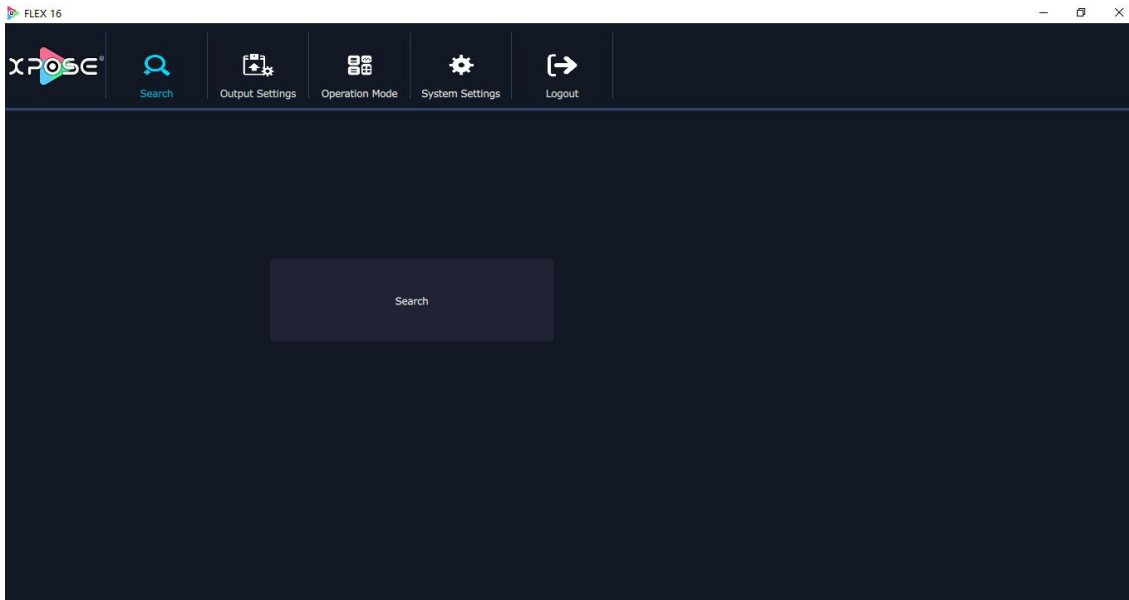 FLEX 16
XPOSE®
Search
Output Settings
Operation Mode
System Settings
Logout
Search